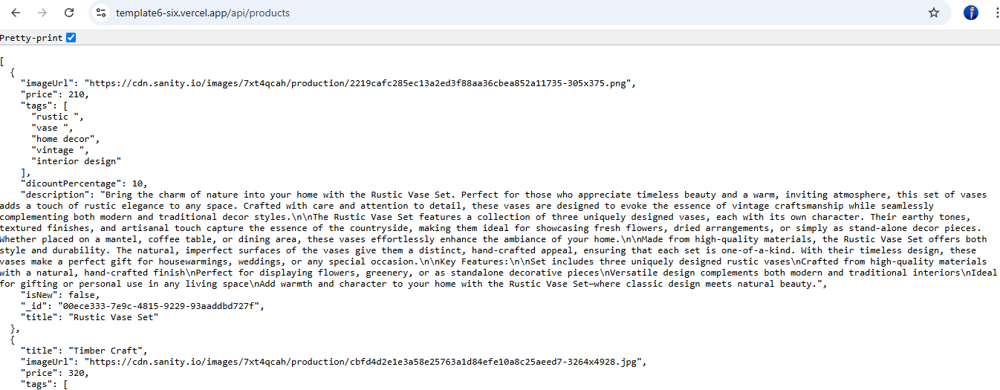 template6-six.vercel.app/api/products
Pretty-print
[
  {
    "imageUrl": "https://cdn.sanity.io/images/7xt4qcah/production/2219cafc285ec13a2ed3f88aa36cbea852a11735-305x375.png",
    "price": 210,
    "tags": [
      "rustic ",
      "vase ",
      "home decor",
      "vintage ",
      "interior design"
    ],
    "dicountPercentage": 10,
    "description": "Bring the charm of nature into your home with the Rustic Vase Set. Perfect for those who appreciate timeless beauty and a warm, inviting atmosphere, this set of vases
adds a touch of rustic elegance to any space. Crafted with care and attention to detail, these vases are designed to evoke the essence of vintage craftsmanship while seamlessly
complementing both modern and traditional decor styles.\n\nThe Rustic Vase Set features a collection of three uniquely designed vases, each with its own character. Their earthy tones,
textured finishes, and artisanal touch capture the essence of the countryside, making them ideal for showcasing fresh flowers, dried arrangements, or simply as stand-alone decor pieces.
Whether placed on a mantel, coffee table, or dining area, these vases effortlessly enhance the ambiance of your home.\n\nMade from high-quality materials, the Rustic Vase Set offers both
style and durability. The natural, imperfect surfaces of the vases give them a distinct, hand-crafted appeal, ensuring that each set is one-of-a-kind. With their timeless design, these
vases make a perfect gift for housewarmings, weddings, or any special occasion.\n\nKey Features:\n\nSet includes three uniquely designed rustic vases\nCrafted from high-quality materials
with a natural, hand-crafted finish\nPerfect for displaying flowers, greenery, or as standalone decorative pieces\nVersatile design complements both modern and traditional interiors\nIdeal
for gifting or personal use in any living space\nAdd warmth and character to your home with the Rustic Vase Set—where classic design meets natural beauty.",
    "isNew": false,
    "_id": "00ece333-7e9c-4815-9229-93aaddbd727f",
    "title": "Rustic Vase Set"
  },
  {
    "title": "Timber Craft",
    "imageUrl": "https://cdn.sanity.io/images/7xt4qcah/production/cbfd4d2e1e3a58e25763a1d84efe10a8c25aeed7-3264x4928.jpg",
    "price": 320,
    "tags": [